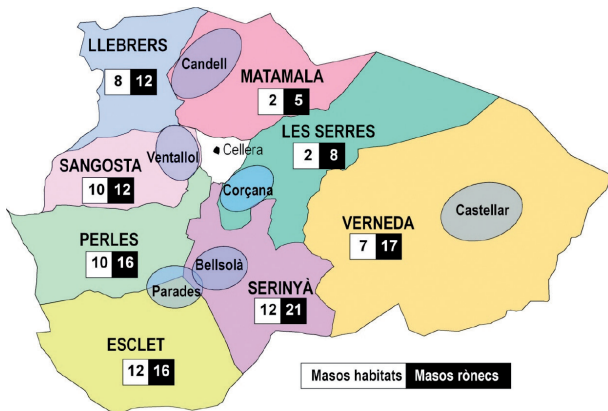 LLEBRERS
8 12
Candell
MATAMALA
2 5
LES SERRES
2 8
Cellera
Ventallol
SANGOSTA
10 12
Corçana
Castellar
VERNEDA
7 17
PERLES
10 16
Bellsolà
Parades
SERINYÀ
12 21
ESCLET
12 16
Masos habitats Masos rònecs